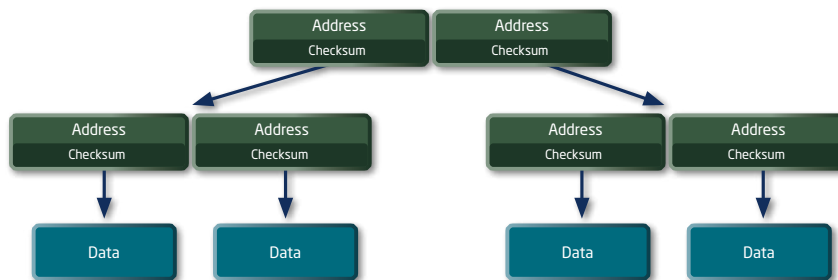 Address Address
Checksum Checksum
Address Address Address Address
Checksum Checksum Checksum Checksum
Data Data Data Data